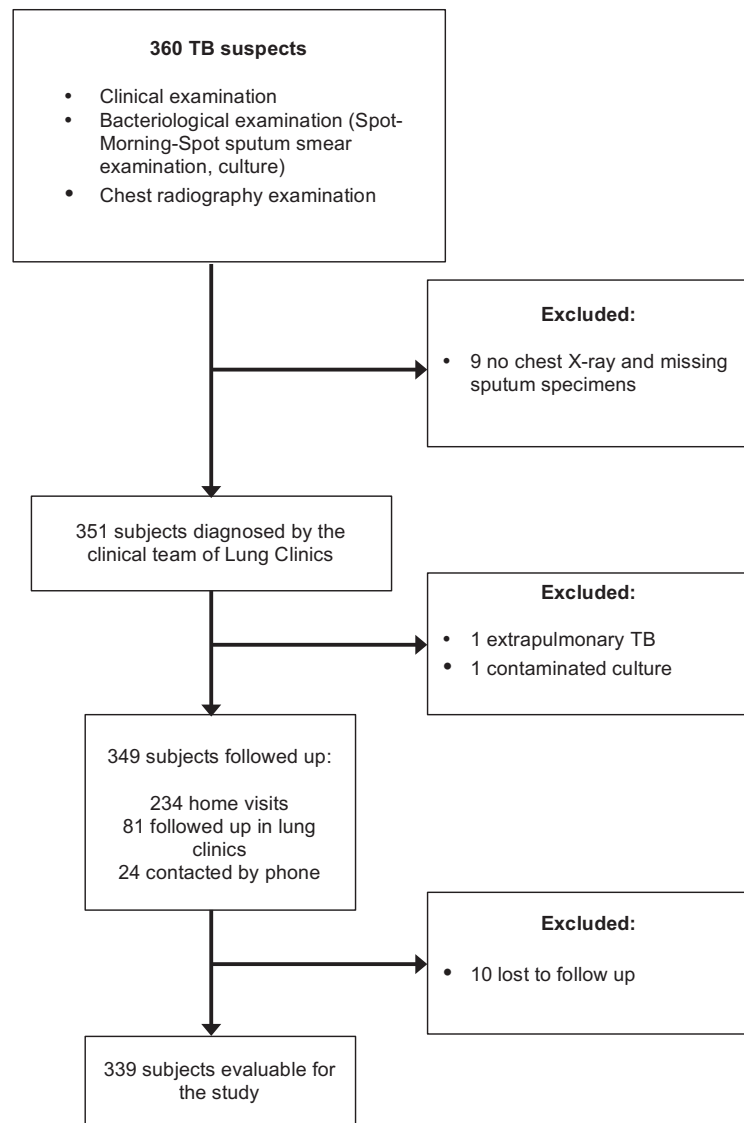 360 TB suspects
• Clinical examination
• Bacteriological examination (Spot-
Morning-Spot sputum smear
examination, culture)
• Chest radiography examination
Excluded:
• 9 no chest X-ray and missing
sputum specimens
351 subjects diagnosed by the
clinical team of Lung Clinics
Excluded:
• 1 extrapulmonary TB
• 1 contaminated culture
349 subjects followed up:
234 home visits
81 followed up in lung
clinics
24 contacted by phone
Excluded:
• 10 lost to follow up
339 subjects evaluable for
the study